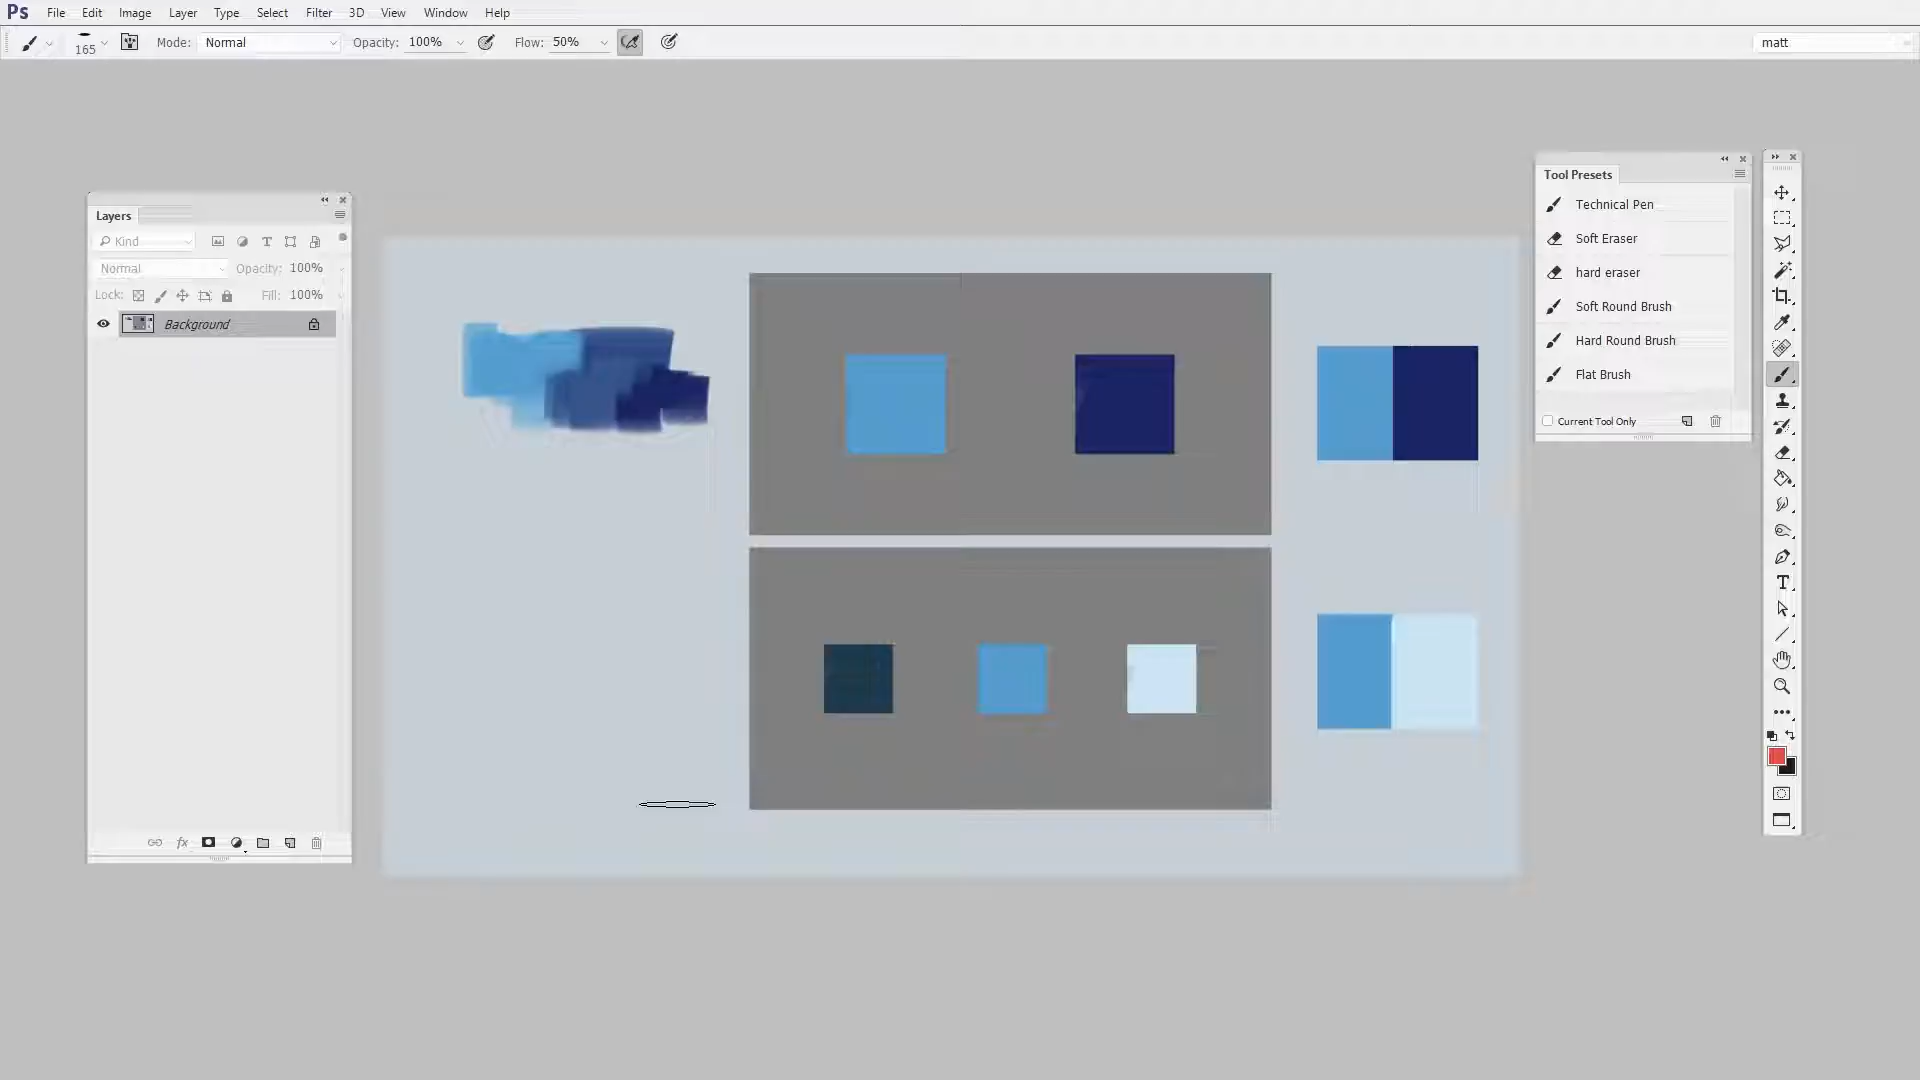 Ps File Edit Image Layer Type Select Filter 3D View Window Help
165 Mode: Normal Opacity: 100% Flow: 50% matt
Layers
Kind
Normal Opacity: 100%
Lock: Fill: 100%
Background
fx
Tool Presets
Technical Pen
Soft Eraser
hard eraser
Soft Round Brush
Hard Round Brush
Flat Brush
Current Tool Only
T